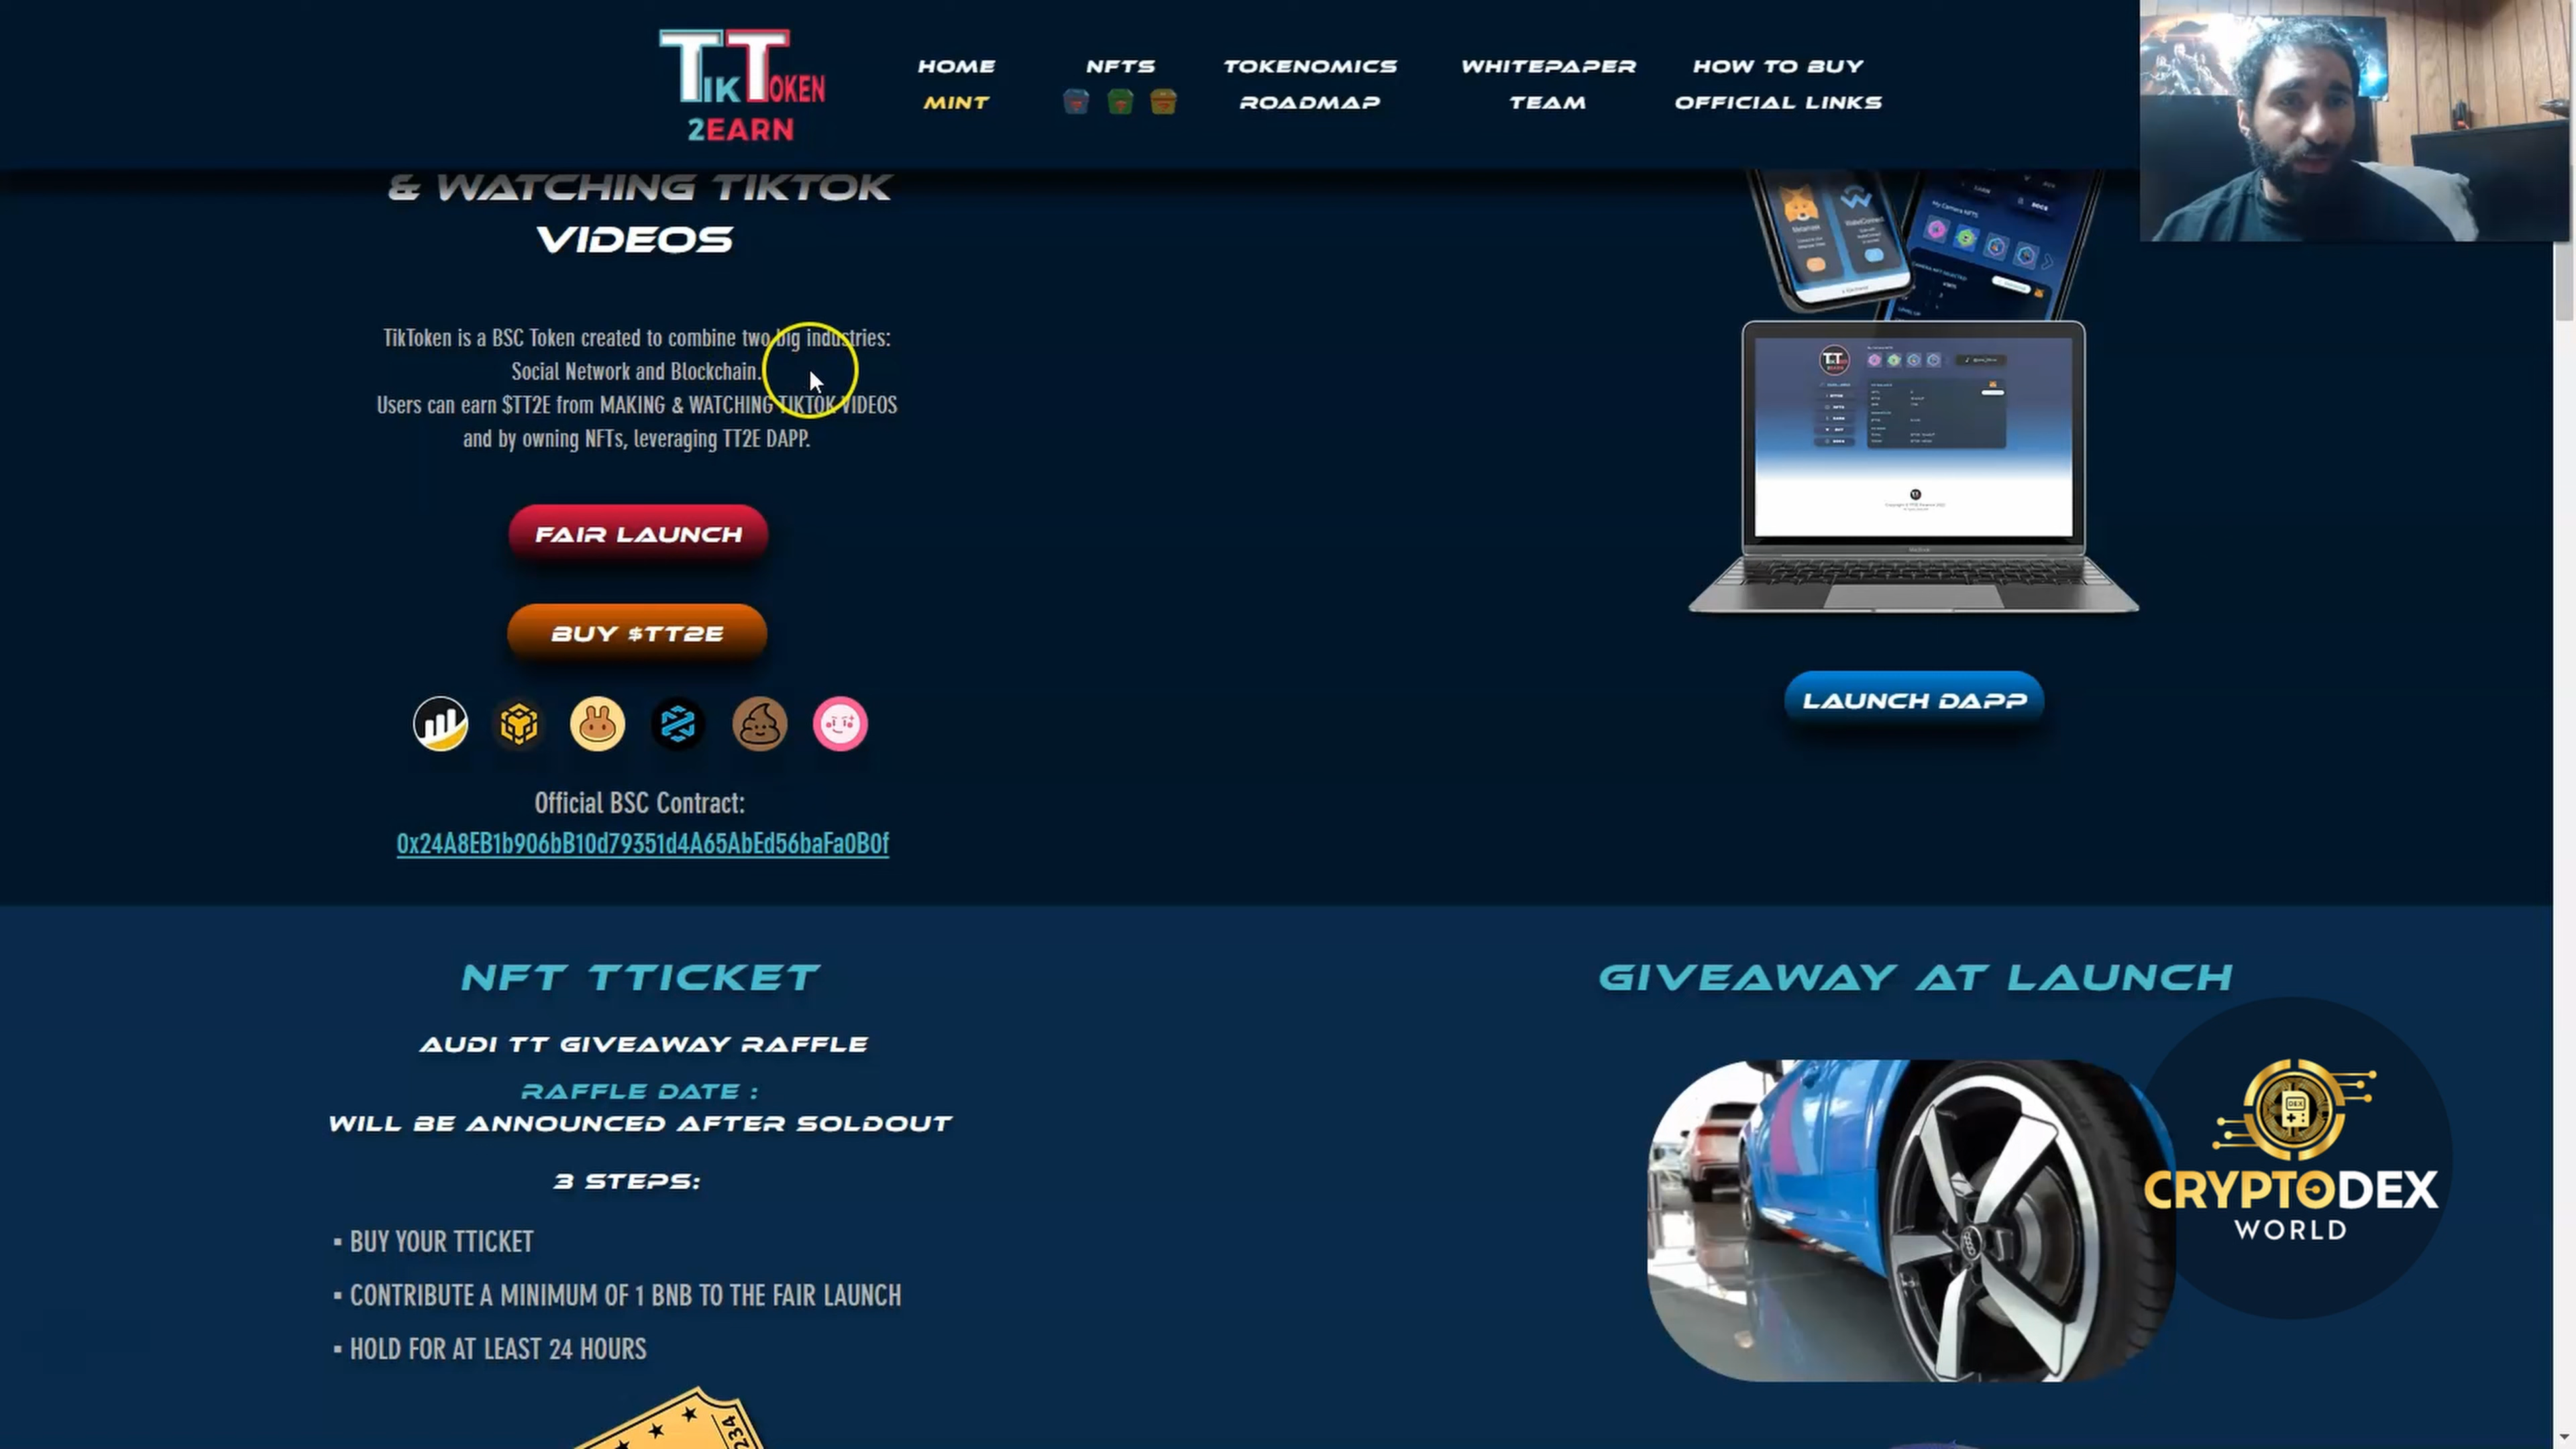 TIKTOKEN
2EARN
HOME
NFTS
TOKENOMICS
WHITEPAPER
HOW TO BUY
MINT
ROADMAP
TEAM
OFFICIAL LINKS
& WATCHING TIKTOK
VIDEOS
TikToken is a BSC Token created to combine two big industries:
Social Network and Blockchain.
Users can earn $TT2E from MAKING & WATCHING TIKTOK VIDEOS
and by owning NFTs, leveraging TT2E DAPP.
FAIR LAUNCH
BUY $TT2E
LAUNCH DAPP
Official BSC Contract:
0x24A8EB1b906bB10d79351d4A65AbEd56baFa0B0f
NFT TTICKET
AUDI TT GIVEAWAY RAFFLE
RAFFLE DATE :
WILL BE ANNOUNCED AFTER SOLDOUT
3 STEPS:
▪ BUY YOUR TTICKET
▪ CONTRIBUTE A MINIMUM OF 1 BNB TO THE FAIR LAUNCH
▪ HOLD FOR AT LEAST 24 HOURS
GIVEAWAY AT LAUNCH
DEX
CRYPTODEX
WORLD